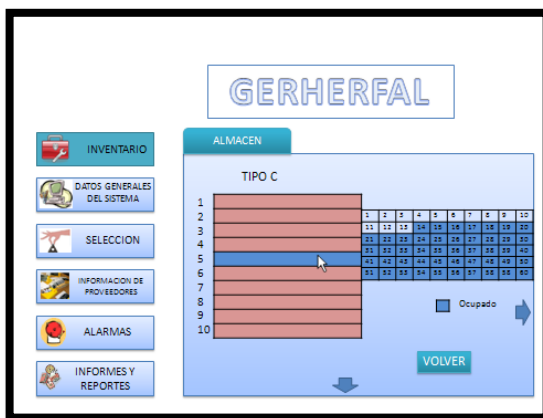 GERHERFAL
INVENTARIO
DATOS GENERALES
DEL SISTEMA
SELECCION
INFORMACION DE
PROVEEDORES
ALARMAS
INFORMES Y
REPORTES
ALMACEN
TIPO C
1
2
3
4
5
6
7
8
9
10
1 2 3 4 5 6 7 8 9 10
11 12 13 14 15 16 17 18 19 20
21 22 23 24 25 26 27 28 29 30
31 32 33 34 35 36 37 38 39 40
41 42 43 44 45 46 47 48 49 50
51 52 53 54 55 56 57 58 59 60
Ocupado
VOLVER